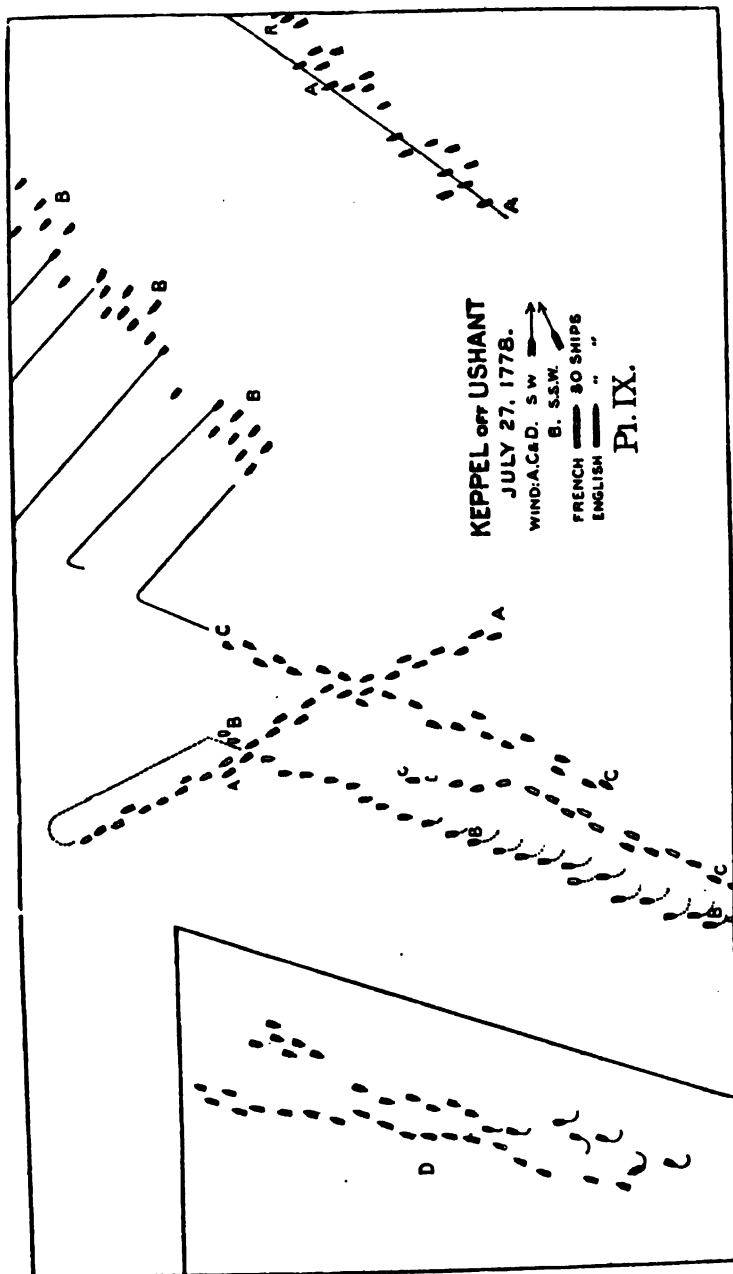 KEPPEL OFF USHANT
JULY 27. 1778.
WIND: A.C&D. S W
B. S.S.W.
FRENCH 30 SHIPS
ENGLISH " "
Pl. IX.
R
A
A
B
B
B
C
A
B
A
C
C
B
C
C
B
D